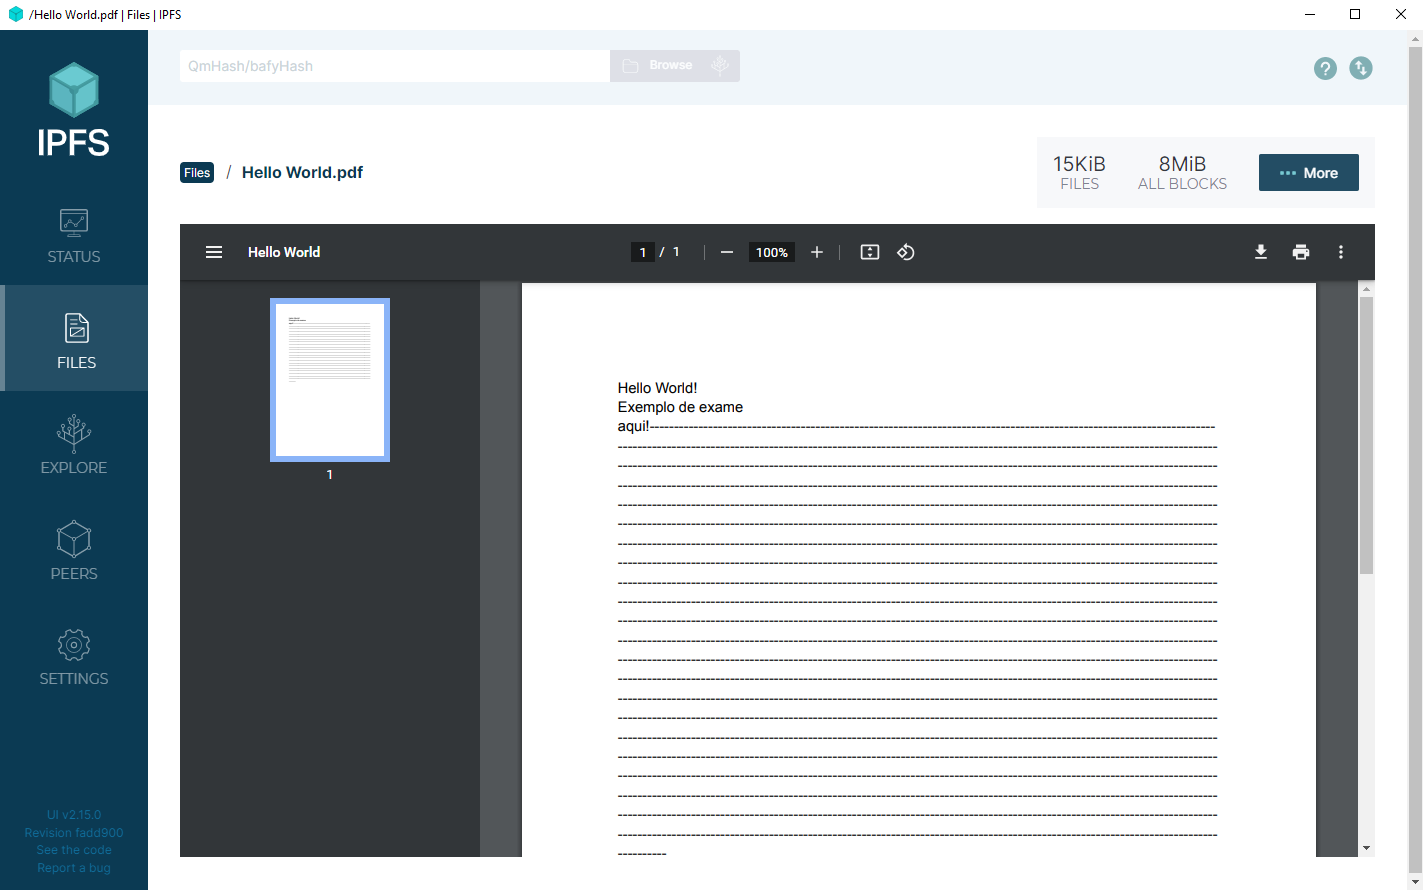 /Hello World.pdf | Files | IPFS
QmHash/bafyHash
Browse
IPFS
Files / Hello World.pdf
15KiB
FILES
8MiB
ALL BLOCKS
••• More
STATUS
FILES
EXPLORE
PEERS
SETTINGS
UI v2.15.0
Revision fadd900
See the code
Report a bug
Hello World
1 / 1
100%
1
Hello World!
Exemplo de exame
aqui!--------------------------------------------------------------------------------------------------------------------